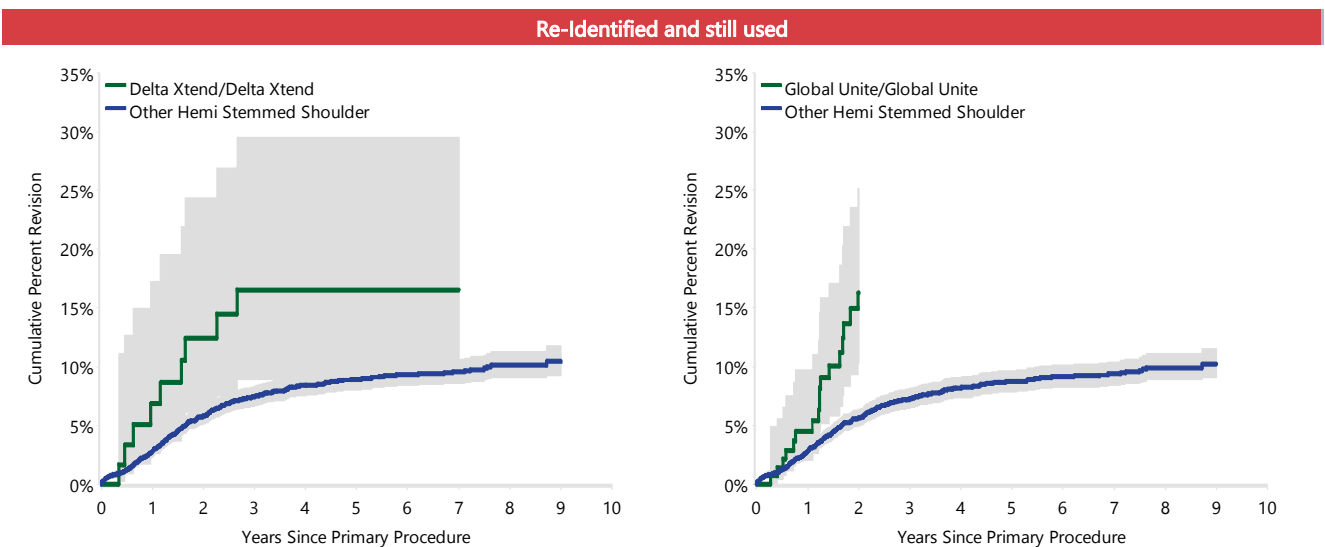 Re-Identified and still used
35%
30%
25%
20%
15%
10%
5%
0%
Cumulative Percent Revision
Delta Xtend/Delta Xtend
Other Hemi Stemmed Shoulder
0 1 2 3 4 5 6 7 8 9 10
Years Since Primary Procedure
35%
30%
25%
20%
15%
10%
5%
0%
Cumulative Percent Revision
Global Unite/Global Unite
Other Hemi Stemmed Shoulder
0 1 2 3 4 5 6 7 8 9 10
Years Since Primary Procedure